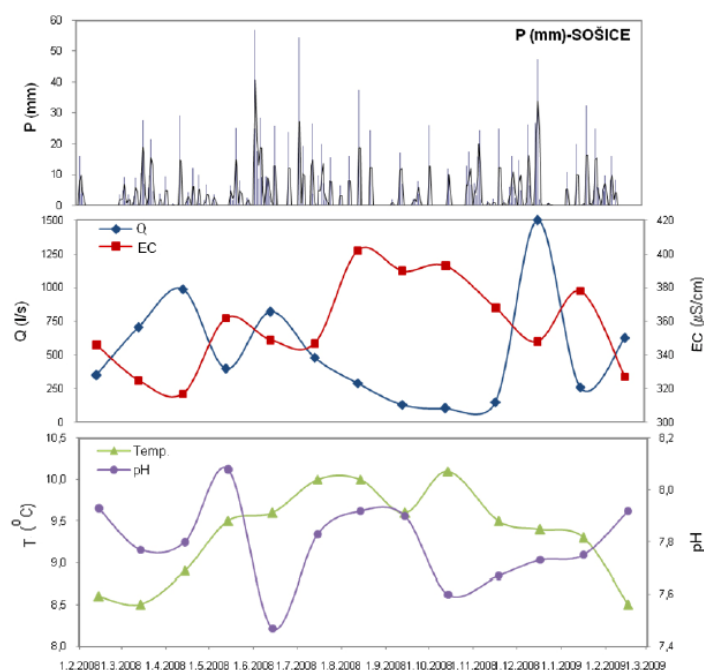 P (mm)-SOŠICE
60
50
40
30
20
10
0
P (mm)
Q
EC
1500
1250
1000
750
500
250
0
Q (l/s)
420
400
380
360
340
320
300
EC (µS/cm)
Temp.
pH
10,5
10,0
9,5
9,0
8,5
8,0
T (⁰C)
8,2
8,0
7,8
7,6
7,4
pH
1.2.2008 1.3.2008 1.4.2008 1.5.2008 1.6.2008 1.7.2008 1.8.2008 1.9.2008 1.10.2008 1.11.2008 1.12.2008 1.1.2009 1.2.2009 1.3.2009